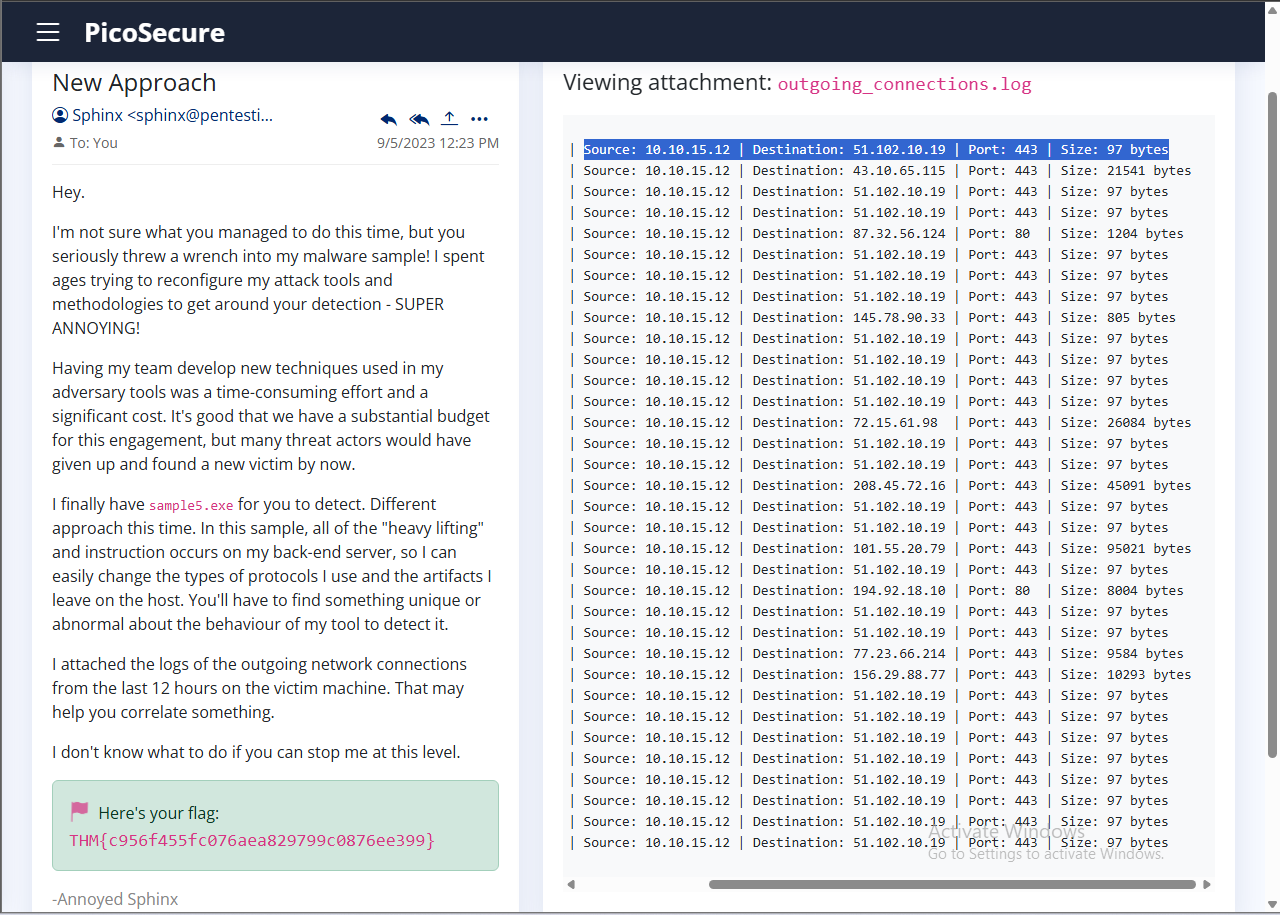 PicoSecure
New Approach
Sphinx <sphinx@pentesti...
To: You
9/5/2023 12:23 PM
Hey.
I'm not sure what you managed to do this time, but you
seriously threw a wrench into my malware sample! I spent
ages trying to reconfigure my attack tools and
methodologies to get around your detection - SUPER
ANNOYING!
Having my team develop new techniques used in my
adversary tools was a time-consuming effort and a
significant cost. It's good that we have a substantial budget
for this engagement, but many threat actors would have
given up and found a new victim by now.
I finally have sample5.exe for you to detect. Different
approach this time. In this sample, all of the "heavy lifting"
and instruction occurs on my back-end server, so I can
easily change the types of protocols I use and the artifacts I
leave on the host. You'll have to find something unique or
abnormal about the behaviour of my tool to detect it.
I attached the logs of the outgoing network connections
from the last 12 hours on the victim machine. That may
help you correlate something.
I don't know what to do if you can stop me at this level.
Here's your flag:
THM{c956f455fc076aea829799c0876ee399}
-Annoyed Sphinx
Viewing attachment: outgoing_connections.log
| Source: 10.10.15.12 | Destination: 51.102.10.19 | Port: 443 | Size: 97 bytes
| Source: 10.10.15.12 | Destination: 43.10.65.115 | Port: 443 | Size: 21541 bytes
| Source: 10.10.15.12 | Destination: 51.102.10.19 | Port: 443 | Size: 97 bytes
| Source: 10.10.15.12 | Destination: 51.102.10.19 | Port: 443 | Size: 97 bytes
| Source: 10.10.15.12 | Destination: 87.32.56.124 | Port: 80 | Size: 1204 bytes
| Source: 10.10.15.12 | Destination: 51.102.10.19 | Port: 443 | Size: 97 bytes
| Source: 10.10.15.12 | Destination: 51.102.10.19 | Port: 443 | Size: 97 bytes
| Source: 10.10.15.12 | Destination: 51.102.10.19 | Port: 443 | Size: 97 bytes
| Source: 10.10.15.12 | Destination: 145.78.90.33 | Port: 443 | Size: 805 bytes
| Source: 10.10.15.12 | Destination: 51.102.10.19 | Port: 443 | Size: 97 bytes
| Source: 10.10.15.12 | Destination: 51.102.10.19 | Port: 443 | Size: 97 bytes
| Source: 10.10.15.12 | Destination: 51.102.10.19 | Port: 443 | Size: 97 bytes
| Source: 10.10.15.12 | Destination: 51.102.10.19 | Port: 443 | Size: 97 bytes
| Source: 10.10.15.12 | Destination: 72.15.61.98 | Port: 443 | Size: 26084 bytes
| Source: 10.10.15.12 | Destination: 51.102.10.19 | Port: 443 | Size: 97 bytes
| Source: 10.10.15.12 | Destination: 51.102.10.19 | Port: 443 | Size: 97 bytes
| Source: 10.10.15.12 | Destination: 208.45.72.16 | Port: 443 | Size: 45091 bytes
| Source: 10.10.15.12 | Destination: 51.102.10.19 | Port: 443 | Size: 97 bytes
| Source: 10.10.15.12 | Destination: 51.102.10.19 | Port: 443 | Size: 97 bytes
| Source: 10.10.15.12 | Destination: 101.55.20.79 | Port: 443 | Size: 95021 bytes
| Source: 10.10.15.12 | Destination: 51.102.10.19 | Port: 443 | Size: 97 bytes
| Source: 10.10.15.12 | Destination: 194.92.18.10 | Port: 80 | Size: 8004 bytes
| Source: 10.10.15.12 | Destination: 51.102.10.19 | Port: 443 | Size: 97 bytes
| Source: 10.10.15.12 | Destination: 51.102.10.19 | Port: 443 | Size: 97 bytes
| Source: 10.10.15.12 | Destination: 77.23.66.214 | Port: 443 | Size: 9584 bytes
| Source: 10.10.15.12 | Destination: 156.29.88.77 | Port: 443 | Size: 10293 bytes
| Source: 10.10.15.12 | Destination: 51.102.10.19 | Port: 443 | Size: 97 bytes
| Source: 10.10.15.12 | Destination: 51.102.10.19 | Port: 443 | Size: 97 bytes
| Source: 10.10.15.12 | Destination: 51.102.10.19 | Port: 443 | Size: 97 bytes
| Source: 10.10.15.12 | Destination: 51.102.10.19 | Port: 443 | Size: 97 bytes
| Source: 10.10.15.12 | Destination: 51.102.10.19 | Port: 443 | Size: 97 bytes
| Source: 10.10.15.12 | Destination: 51.102.10.19 | Port: 443 | Size: 97 bytes
| Source: 10.10.15.12 | Destination: 51.102.10.19 | Port: 443 | Size: 97 bytes
| Source: 10.10.15.12 | Destination: 51.102.10.19 | Port: 443 | Size: 97 bytes
Activate Windows
Go to Settings to activate Windows.